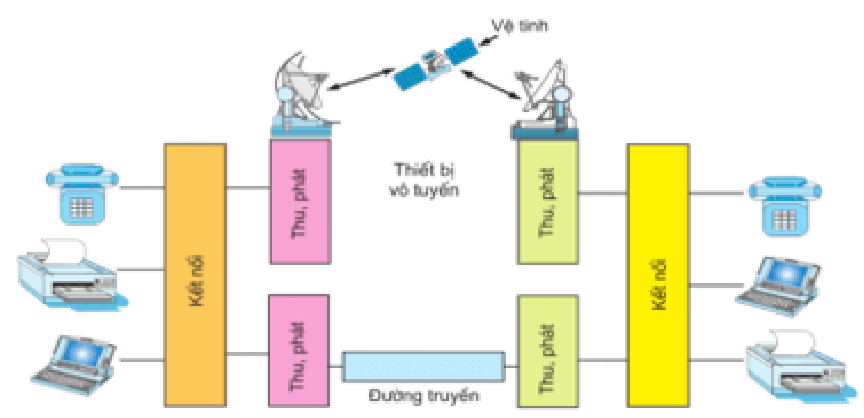 Vệ tinh
Thiết bị
vô tuyến
Thu, phát
Thu, phát
Kết nối
Kết nối
Thu, phát
Thu, phát
Đường truyền